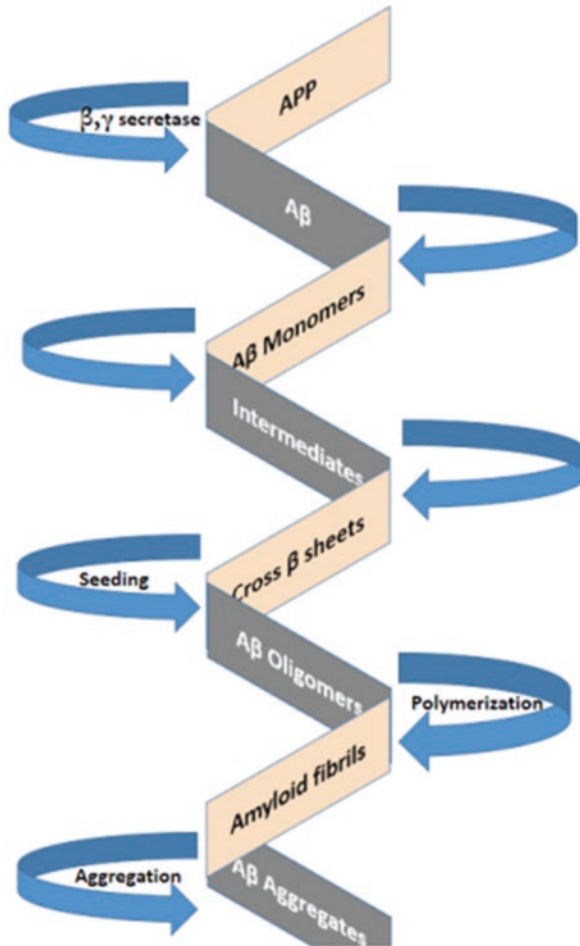 APP
β,γ secretase
Aβ
Aβ Monomers
Intermediates
Cross β sheets
Seeding
Aβ Oligomers
Polymerization
Amyloid fibrils
Aggregation
Aβ Aggregates